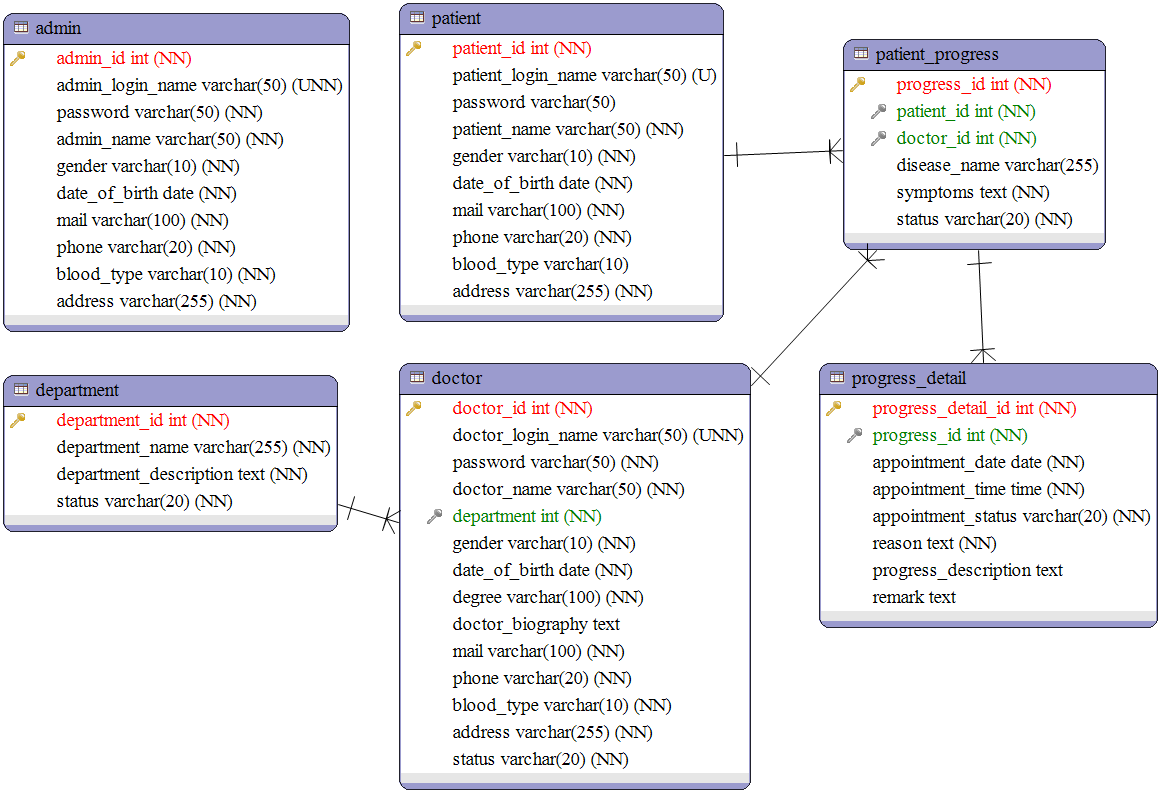 admin
admin_id int (NN)
admin_login_name varchar(50) (UNN)
password varchar(50) (NN)
admin_name varchar(50) (NN)
gender varchar(10) (NN)
date_of_birth date (NN)
mail varchar(100) (NN)
phone varchar(20) (NN)
blood_type varchar(10) (NN)
address varchar(255) (NN)
patient
patient_id int (NN)
patient_login_name varchar(50) (U)
password varchar(50)
patient_name varchar(50) (NN)
gender varchar(10) (NN)
date_of_birth date (NN)
mail varchar(100) (NN)
phone varchar(20) (NN)
blood_type varchar(10)
address varchar(255) (NN)
patient_progress
progress_id int (NN)
patient_id int (NN)
doctor_id int (NN)
disease_name varchar(255)
symptoms text (NN)
status varchar(20) (NN)
department
department_id int (NN)
department_name varchar(255) (NN)
department_description text (NN)
status varchar(20) (NN)
doctor
doctor_id int (NN)
doctor_login_name varchar(50) (UNN)
password varchar(50) (NN)
doctor_name varchar(50) (NN)
department int (NN)
gender varchar(10) (NN)
date_of_birth date (NN)
degree varchar(100) (NN)
doctor_biography text
mail varchar(100) (NN)
phone varchar(20) (NN)
blood_type varchar(10) (NN)
address varchar(255) (NN)
status varchar(20) (NN)
progress_detail
progress_detail_id int (NN)
progress_id int (NN)
appointment_date date (NN)
appointment_time time (NN)
appointment_status varchar(20) (NN)
reason text (NN)
progress_description text
remark text